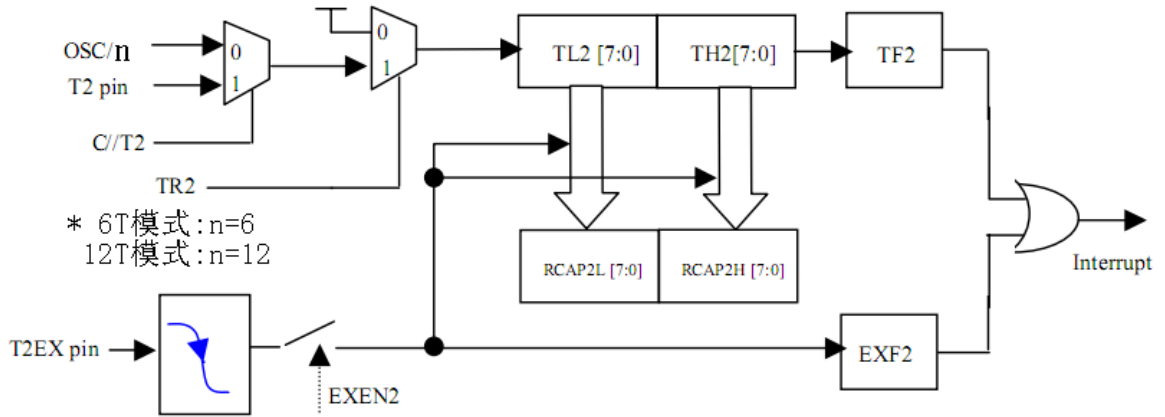 OSC/n
0
1
T2 pin
C//T2
0
1
TR2
TL2 [7:0]
TH2[7:0]
TF2
* 6T模式:n=6
12T模式:n=12
RCAP2L [7:0]
RCAP2H [7:0]
Interrupt
T2EX pin
EXEN2
EXF2